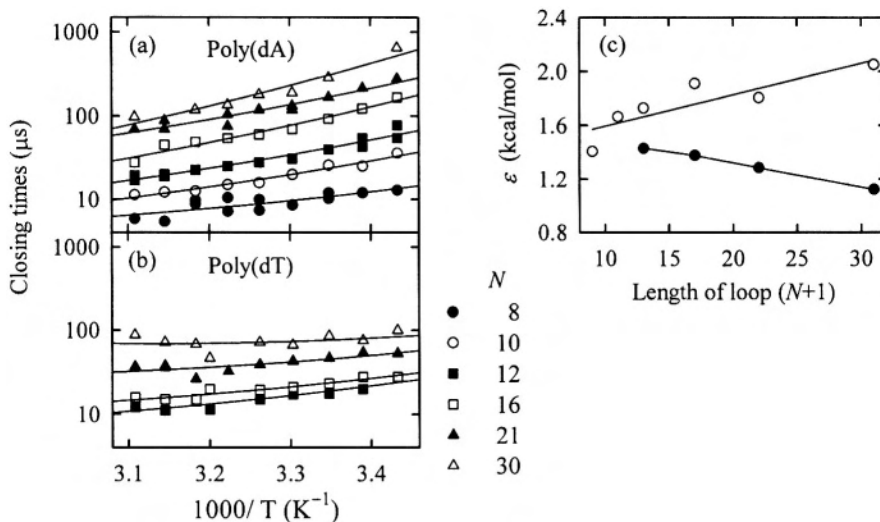 (a) Poly(dA)
1000
100
10
Closing times (μs)
(b) Poly(dT)
1000
100
10
3.1 3.2 3.3 3.4
1000/ T (K⁻¹)
N
8
10
12
16
21
30
(c)
ε (kcal/mol)
2.4
2.0
1.6
1.2
0.8
10 15 20 25 30
Length of loop (N+1)